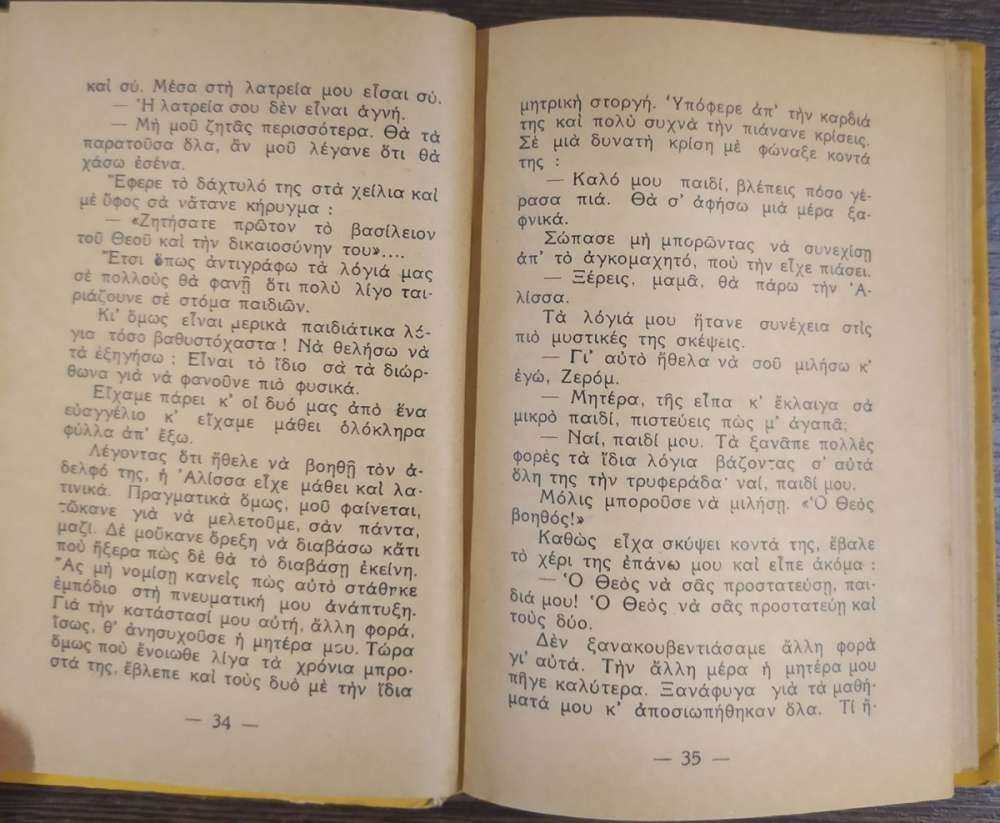 καὶ σύ. Μέσα στὴ λατρεία μου εἶσαι σύ.
— Ἡ λατρεία σου δὲν εἶναι ἁγνή.
— Μὴ μοῦ ζητᾶς περισσότερα. Θὰ τὰ
παρατοῦσα ὅλα, ἂν μοῦ λέγανε ὅτι θὰ
χάσω ἐσένα.
Ἔφερε τὸ δάχτυλό της στὰ χείλια καὶ
μὲ ὕφος σὰ νἄτανε κήρυγμα :
— «Ζητήσατε πρῶτον τὸ βασίλειον
τοῦ Θεοῦ καὶ τὴν δικαιοσύνην του»....
Ἔτσι ὅπως ἀντιγράφω τὰ λόγιά μας
σὲ πολλοὺς θὰ φανῇ ὅτι πολὺ λίγο ται-
ριάζουνε σὲ στόμα παιδιῶν.
Κι' ὅμως εἶναι μερικὰ παιδιάτικα λό-
για τόσο βαθυστόχαστα ! Νὰ θελήσω νὰ
τὰ ἐξηγήσω ; Εἶναι τὸ ἴδιο σὰ τὰ διώρ-
θωνα γιὰ νὰ φανοῦνε πιὸ φυσικά.
Εἴχαμε πάρει κ' οἱ δυό μας ἀπὸ ἕνα
εὐαγγέλιο κ' εἴχαμε μάθει ὁλόκληρα
φύλλα ἀπ' ἔξω.
Λέγοντας ὅτι ἤθελε νὰ βοηθῇ τὸν ἀ-
δελφό της, ἡ Ἀλίσσα εἶχε μάθει καὶ λα-
τινικά. Πραγματικὰ ὅμως, μοῦ φαίνεται,
τὤκανε γιὰ νὰ μελετοῦμε, σὰν πάντα,
μαζί. Δὲ μοὔκανε ὄρεξη νὰ διαβάσω κάτι
ποὺ ἤξερα πὼς δὲ θὰ τὸ διαβάσῃ ἐκείνη.
Ἂς μὴ νομίσῃ κανεὶς πὼς αὐτὸ στάθηκε
ἐμπόδιο στὴ πνευματική μου ἀνάπτυξη.
Γιὰ τὴν κατάστασί μου αὐτή, ἄλλη φορά,
ἴσως, θ' ἀνησυχοῦσε ἡ μητέρα μου. Τώρα
ὅμως ποὺ ἔνοιωθε λίγα τὰ χρόνια μπρο-
στά της, ἔβλεπε καὶ τοὺς δυὸ μὲ τὴν ἴδια
— 34 —
μητρικὴ στοργή. Ὑπόφερε ἀπ' τὴν καρδιά
της καὶ πολὺ συχνὰ τὴν πιάνανε κρίσεις.
Σὲ μιὰ δυνατὴ κρίση μὲ φώναξε κοντά
της :
— Καλό μου παιδί, βλέπεις πόσο γέ-
ρασα πιά. Θὰ σ' ἀφήσω μιὰ μέρα ξα-
φνικά.
Σώπασε μὴ μπορῶντας νὰ συνεχίσῃ
ἀπ' τὸ ἀγκομαχητό, ποὺ τὴν εἶχε πιάσει.
— Ξέρεις, μαμᾶ, θὰ πάρω τὴν Ἀ-
λίσσα.
Τὰ λόγιά μου ἤτανε συνέχεια στὶς
πιὸ μυστικές της σκέψεις.
— Γι' αὐτὸ ἤθελα νὰ σοῦ μιλήσω κ'
ἐγώ, Ζερόμ.
— Μητέρα, τῆς εἶπα κ' ἔκλαιγα σὰ
μικρὸ παιδί, πιστεύεις πὼς μ' ἀγαπᾶ;
— Ναί, παιδί μου. Τὰ ξανᾶπε πολλὲς
φορὲς τὰ ἴδια λόγια βάζοντας σ' αὐτὰ
ὅλη της τὴν τρυφεράδα· ναί, παιδί μου.
Μόλις μποροῦσε νὰ μιλήσῃ. «Ὁ Θεὸς
βοηθός!»
Καθὼς εἶχα σκύψει κοντά της, ἔβαλε
τὸ χέρι της ἐπάνω μου καὶ εἶπε ἀκόμα :
— Ὁ Θεὸς νὰ σᾶς προστατεύσῃ, παι-
διά μου! Ὁ Θεὸς νὰ σᾶς προστατεύῃ καὶ
τοὺς δύο.
Δὲν ξανακουβεντιάσαμε ἄλλη φορὰ
γι' αὐτά. Τὴν ἄλλη μέρα ἡ μητέρα μου
πῆγε καλύτερα. Ξανάφυγα γιὰ τὰ μαθή-
ματά μου κ' ἀποσιωπήθηκαν ὅλα. Τί ἤ-
— 35 —